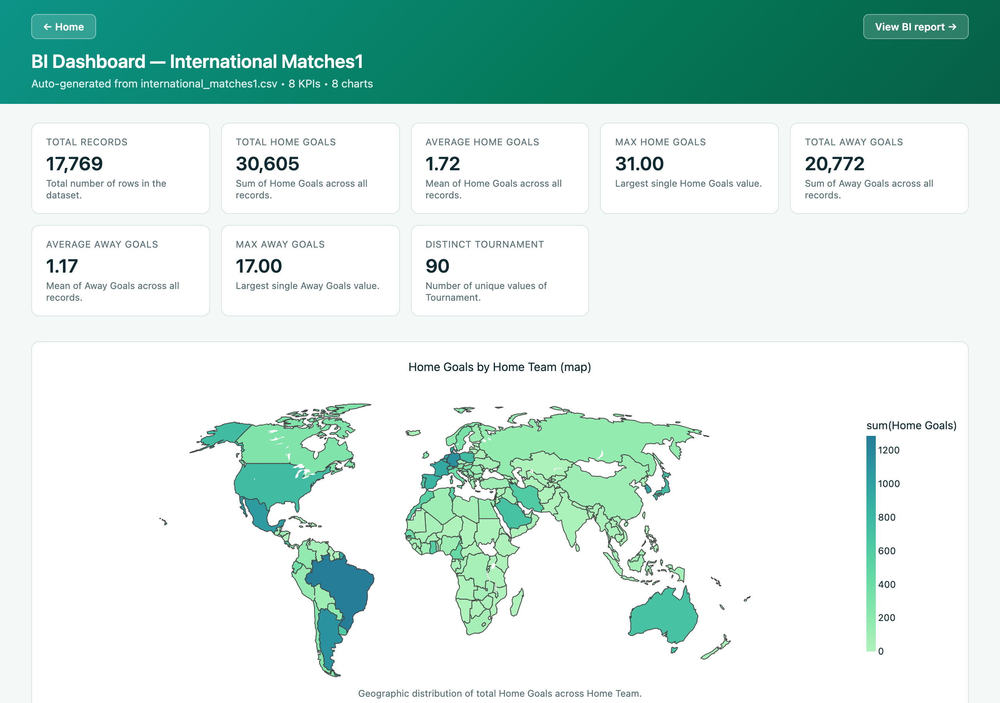 ← Home
View BI report →
BI Dashboard — International Matches1
Auto-generated from international_matches1.csv • 8 KPIs • 8 charts
TOTAL RECORDS
17,769
Total number of rows in the
dataset.
TOTAL HOME GOALS
30,605
Sum of Home Goals across all
records.
AVERAGE HOME GOALS
1.72
Mean of Home Goals across all
records.
MAX HOME GOALS
31.00
Largest single Home Goals value.
TOTAL AWAY GOALS
20,772
Sum of Away Goals across all
records.
AVERAGE AWAY GOALS
1.17
Mean of Away Goals across all
records.
MAX AWAY GOALS
17.00
Largest single Away Goals value.
DISTINCT TOURNAMENT
90
Number of unique values of
Tournament.
Home Goals by Home Team (map)
sum(Home Goals)
1200
1000
800
600
400
200
0
Geographic distribution of total Home Goals across Home Team.